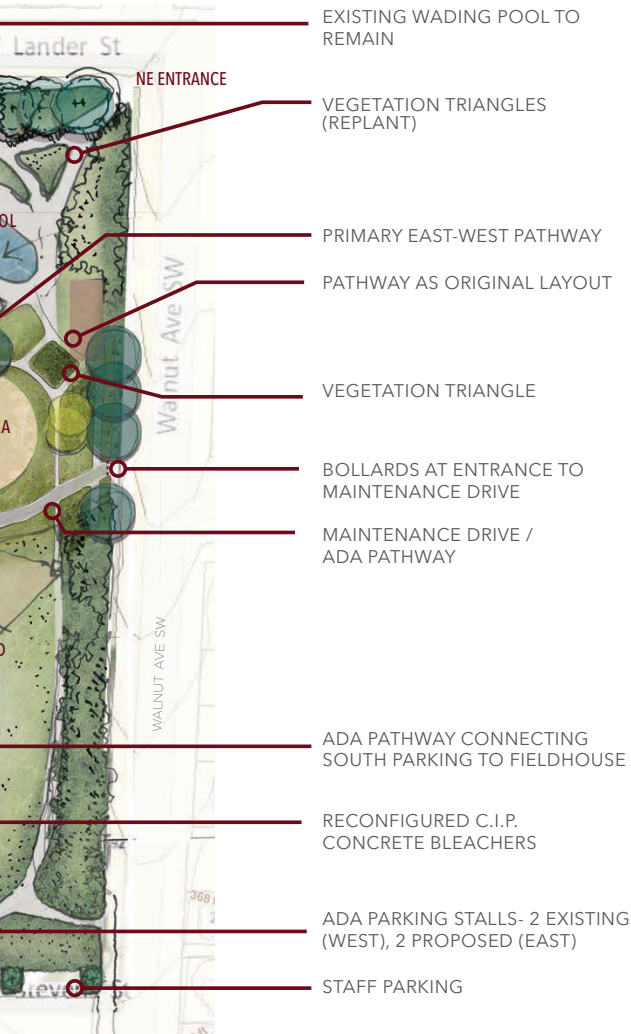 EXISTING WADING POOL TO
REMAIN
Lander St
NE ENTRANCE
VEGETATION TRIANGLES
(REPLANT)
OL
PRIMARY EAST-WEST PATHWAY
PATHWAY AS ORIGINAL LAYOUT
Walnut Ave SW
VEGETATION TRIANGLE
A
BOLLARDS AT ENTRANCE TO
MAINTENANCE DRIVE
MAINTENANCE DRIVE /
ADA PATHWAY
WALNUT AVE SW
ADA PATHWAY CONNECTING
SOUTH PARKING TO FIELDHOUSE
RECONFIGURED C.I.P.
CONCRETE BLEACHERS
368
ADA PARKING STALLS- 2 EXISTING
(WEST), 2 PROPOSED (EAST)
STAFF PARKING